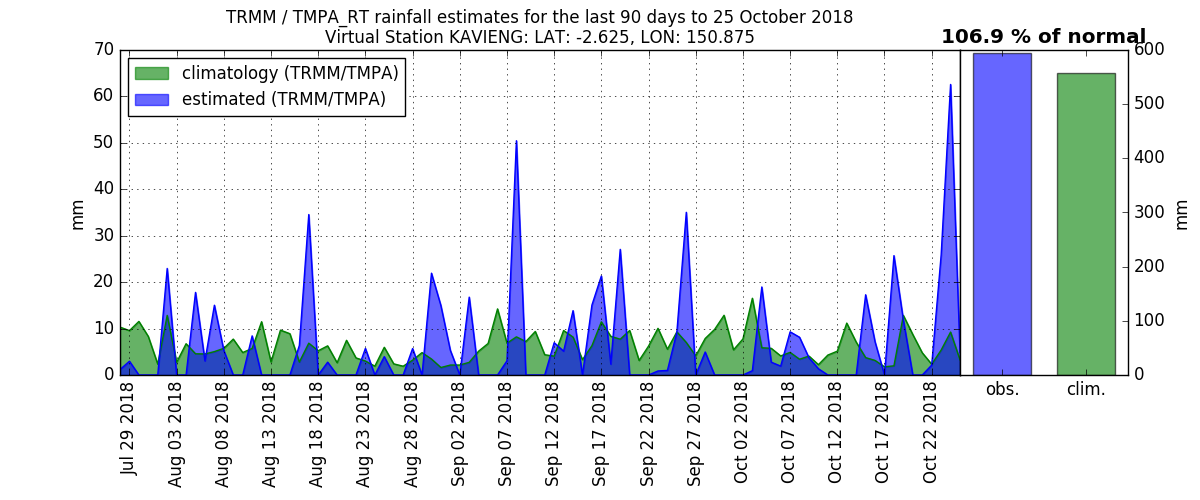 TRMM / TMPA_RT rainfall estimates for the last 90 days to 25 October 2018
Virtual Station KAVIENG: LAT: -2.625, LON: 150.875
106.9 % of normal
climatology (TRMM/TMPA)
estimated (TRMM/TMPA)
70
60
50
40
30
20
10
0
mm
600
500
400
300
200
100
0
mm
obs. clim.
Jul 29 2018
Aug 03 2018
Aug 08 2018
Aug 13 2018
Aug 18 2018
Aug 23 2018
Aug 28 2018
Sep 02 2018
Sep 07 2018
Sep 12 2018
Sep 17 2018
Sep 22 2018
Sep 27 2018
Oct 02 2018
Oct 07 2018
Oct 12 2018
Oct 17 2018
Oct 22 2018